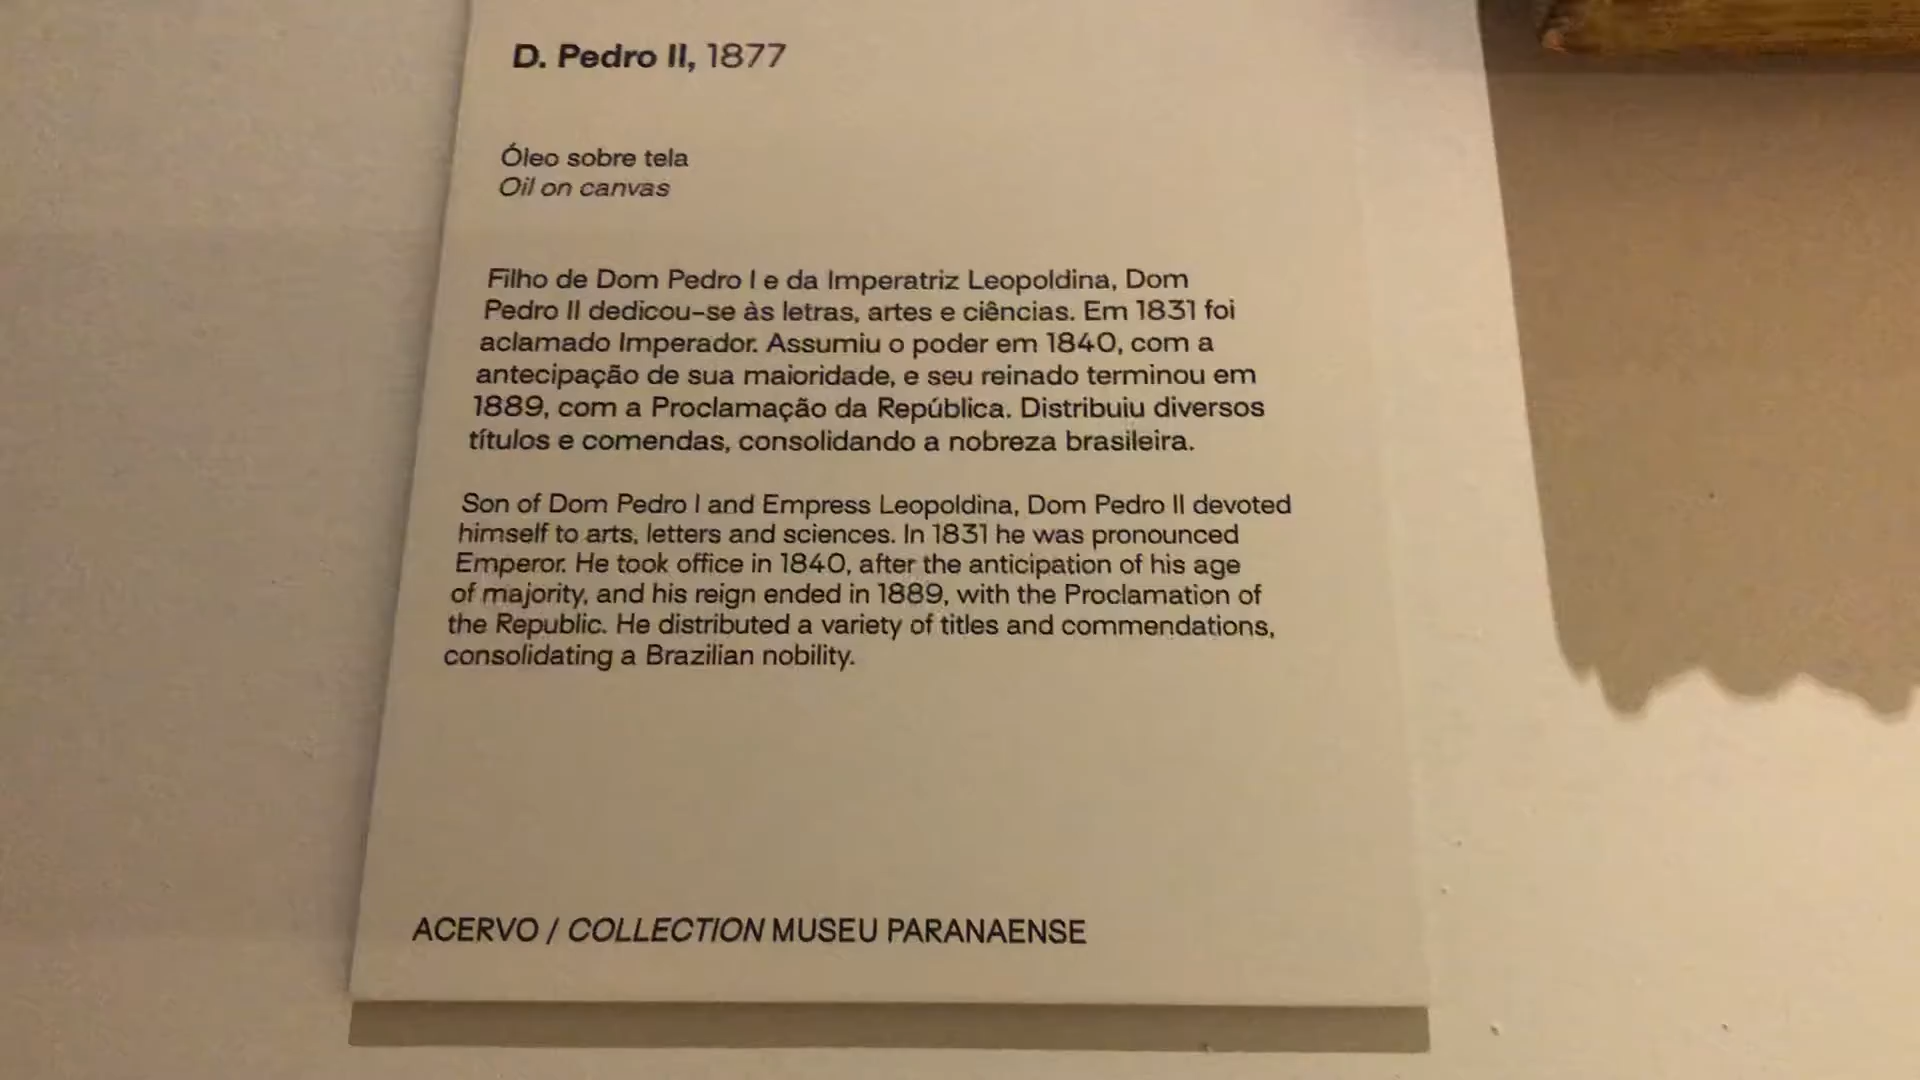 D. Pedro II, 1877
Óleo sobre tela
Oil on canvas
Filho de Dom Pedro I e da Imperatriz Leopoldina, Dom
Pedro II dedicou-se às letras, artes e ciências. Em 1831 foi
aclamado Imperador. Assumiu o poder em 1840, com a
antecipação de sua maioridade, e seu reinado terminou em
1889, com a Proclamação da República. Distribuiu diversos
títulos e comendas, consolidando a nobreza brasileira.
Son of Dom Pedro I and Empress Leopoldina, Dom Pedro II devoted
himself to arts, letters and sciences. In 1831 he was pronounced
Emperor. He took office in 1840, after the anticipation of his age
of majority, and his reign ended in 1889, with the Proclamation of
the Republic. He distributed a variety of titles and commendations,
consolidating a Brazilian nobility.
ACERVO / COLLECTION MUSEU PARANAENSE